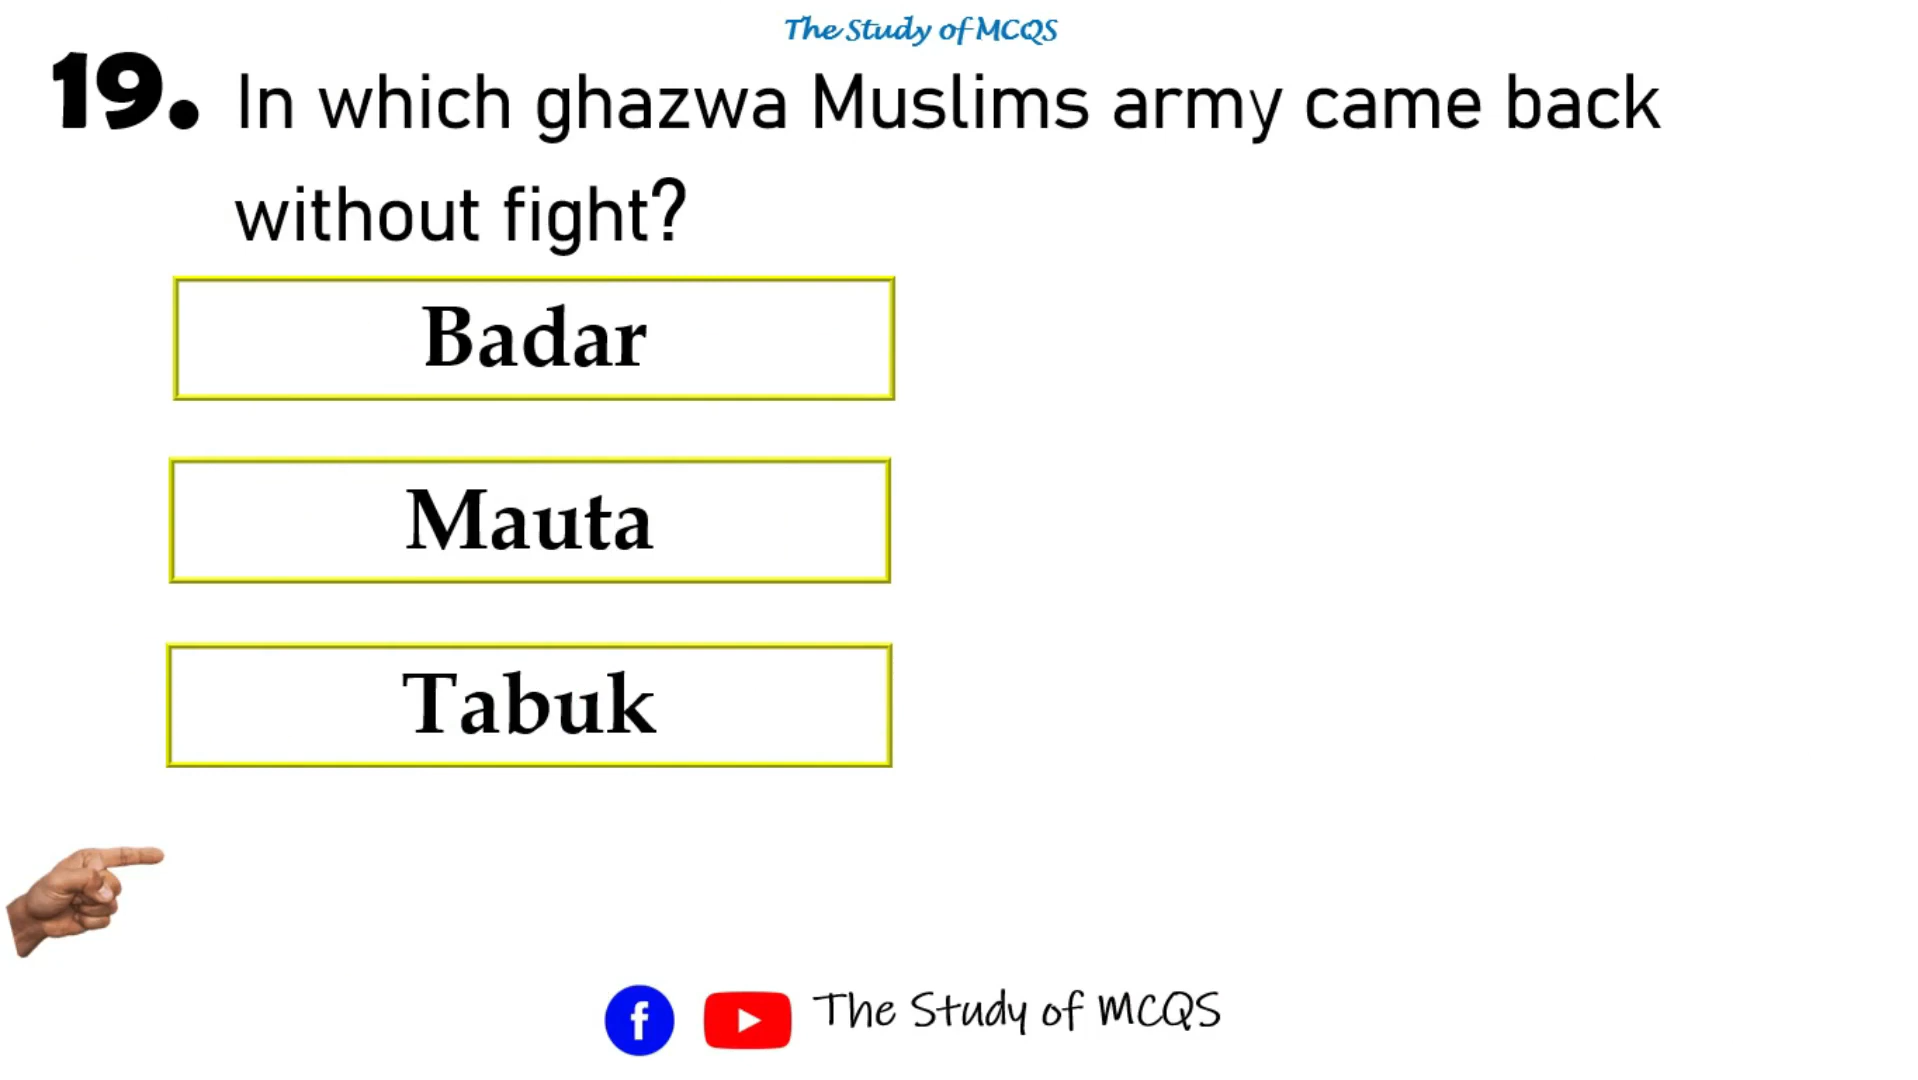 The Study of MCQS
19. In which ghazwa Muslims army came back
without fight?
Badar
Mauta
Tabuk
f The Study of MCQS